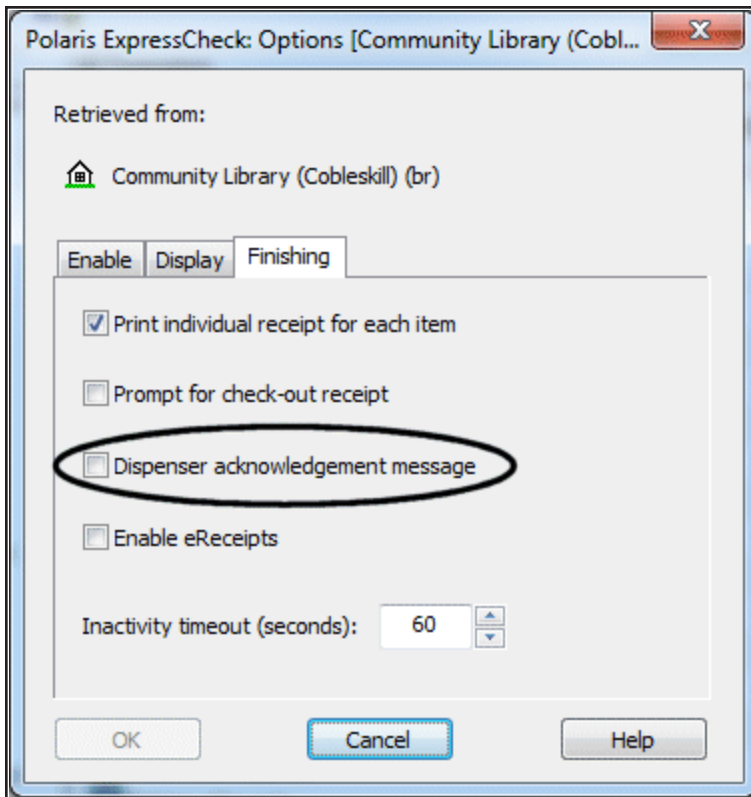 Polaris ExpressCheck: Options [Community Library (Cobl...
Retrieved from:
Community Library (Cobleskill) (br)
Enable Display Finishing
Print individual receipt for each item
Prompt for check-out receipt
Dispenser acknowledgement message
Enable eReceipts
Inactivity timeout (seconds): 60
OK Cancel Help